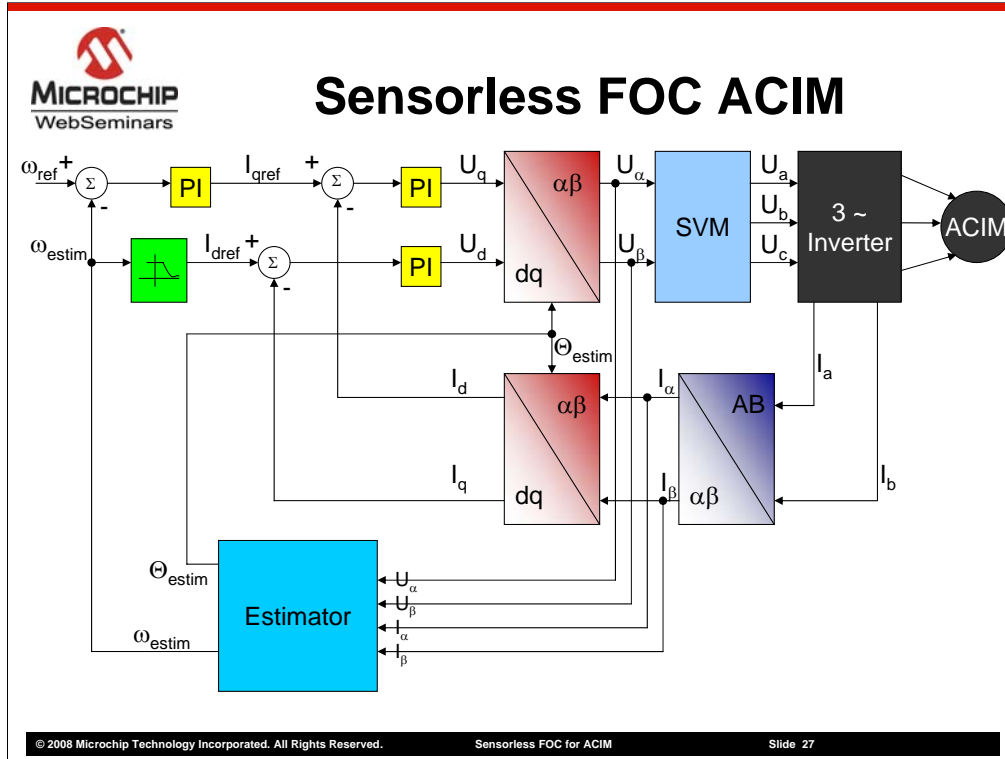 MICROCHIP
WebSeminars
Sensorless FOC ACIM
ωref + Σ - PI Iqref + Σ - PI Uq αβ dq Uα SVM Ua Ub Uc 3 ~ Inverter ACIM
ωestim Idref + Σ - PI Ud Uβ
Θestim
Id αβ dq Iα AB αβ Ia
Iq Iβ Ib
Θestim
ωestim
Estimator
Uα
Uβ
Iα
Iβ
© 2008 Microchip Technology Incorporated. All Rights Reserved. Sensorless FOC for ACIM Slide 27